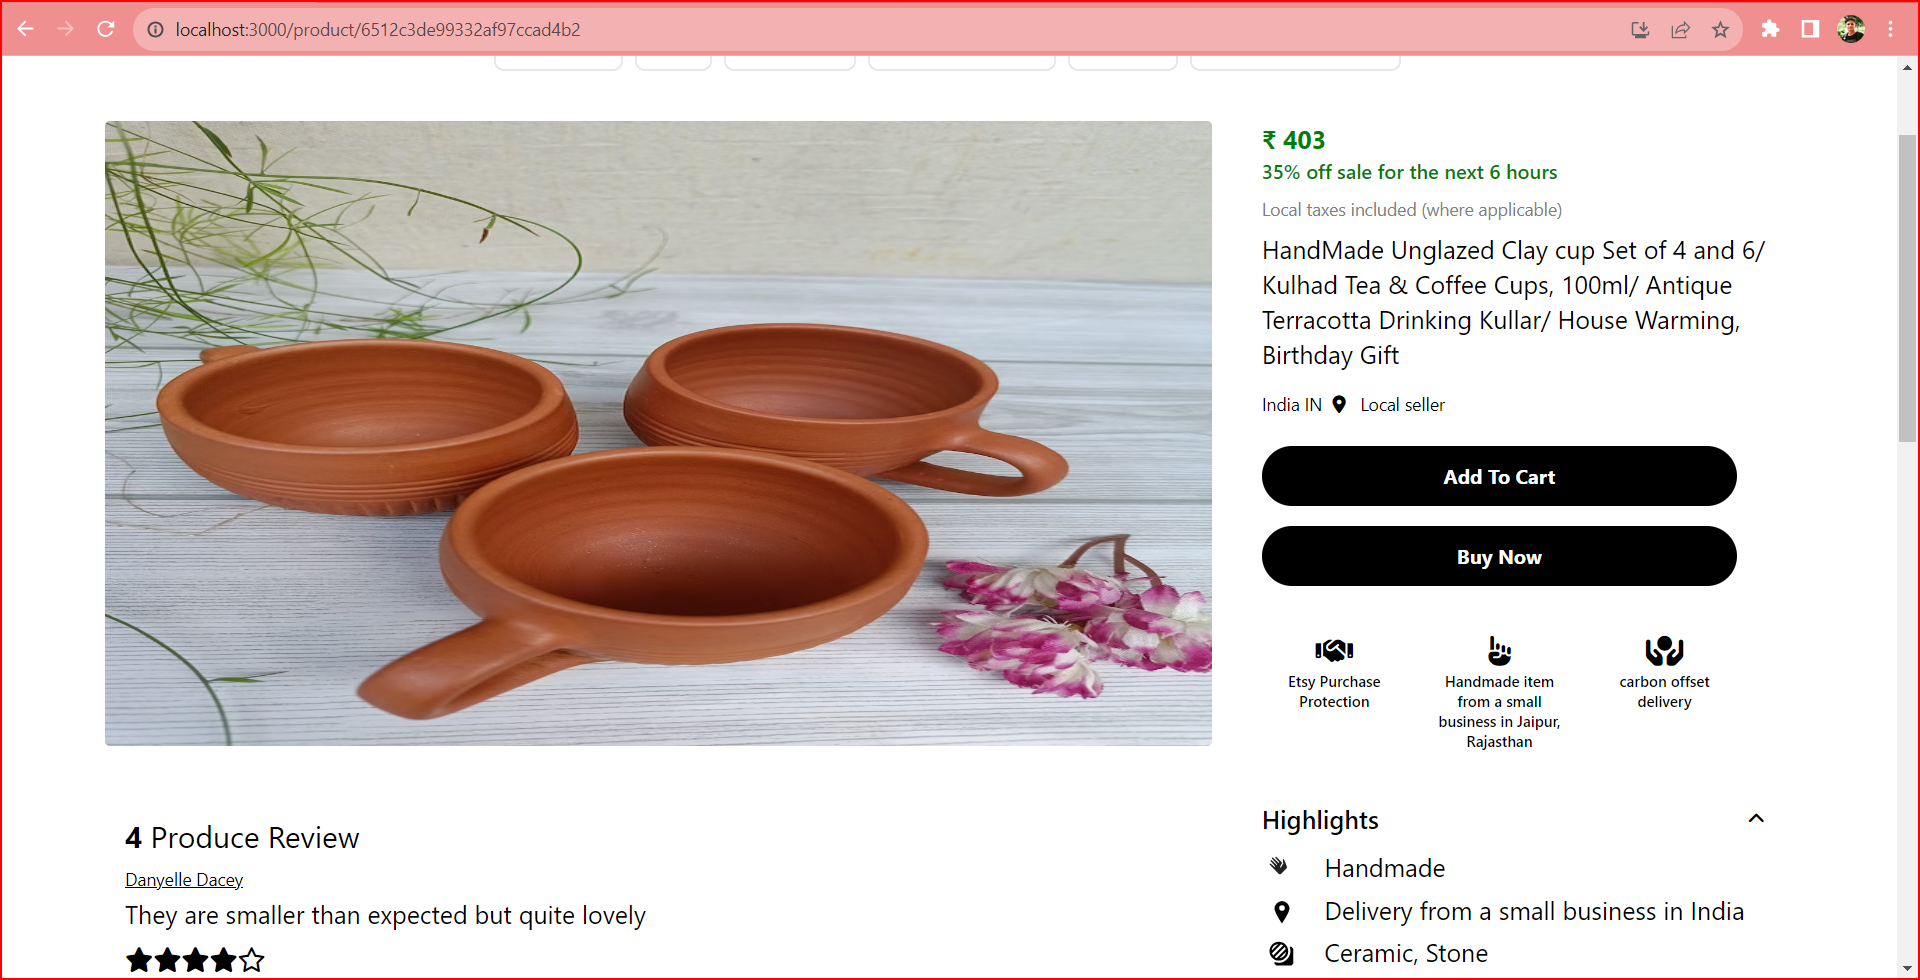 localhost:3000/product/6512c3de99332af97ccad4b2
₹ 403
35% off sale for the next 6 hours
Local taxes included (where applicable)
HandMade Unglazed Clay cup Set of 4 and 6/
Kulhad Tea & Coffee Cups, 100ml/ Antique
Terracotta Drinking Kullar/ House Warming,
Birthday Gift
India IN Local seller
Add To Cart
Buy Now
Etsy Purchase
Protection
Handmade item
from a small
business in Jaipur,
Rajasthan
carbon offset
delivery
4 Produce Review
Danyelle Dacey
They are smaller than expected but quite lovely
Highlights
Handmade
Delivery from a small business in India
Ceramic, Stone